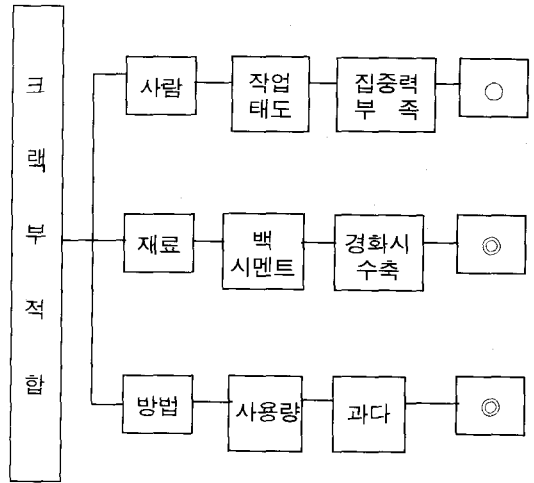 크랙부적합
사람
작업
태도
집중력
부 족
○
재료
백
시멘트
경화시
수축
◎
방법
사용량
과다
◎